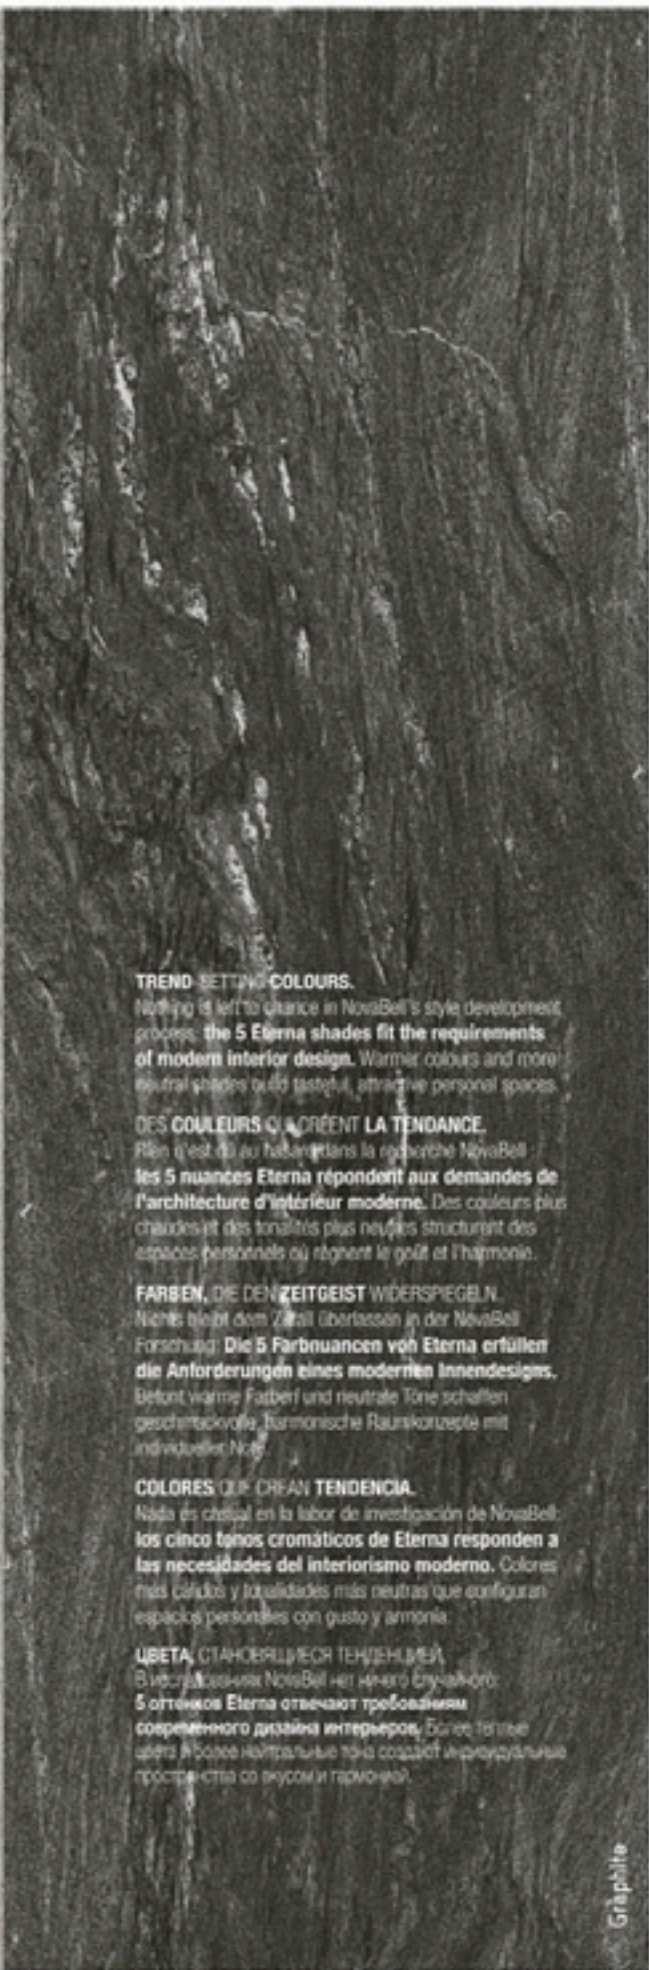 TREND SETTING COLOURS.
Nothing is left to chance in NovaBell's style development
process, the 5 Eterna shades fit the requirements
of modern interior design. Warmer colours and more
neutral shades build tasteful, attractive personal spaces.
DES COULEURS QUI CRÉENT LA TENDANCE.
Rien n'est dû au hasard dans la recherche NovaBell :
les 5 nuances Eterna répondent aux demandes de
l'architecture d'intérieur moderne. Des couleurs plus
chaudes et des tonalités plus neutres structurent des
espaces personnels où règnent le goût et l'harmonie.
FARBEN, DIE DEN ZEITGEIST WIDERSPIEGELN.
Nichts bleibt dem Zufall überlassen in der NovaBell
Forschung: Die 5 Farbnuancen von Eterna erfüllen
die Anforderungen eines modernen Innendesigns.
Betont warme Farben und neutrale Töne schaffen
geschmackvolle, harmonische Raumkonzepte mit
individueller Note.
COLORES QUE CREAN TENDENCIA.
Nada es casual en la labor de investigación de NovaBell:
los cinco tonos cromáticos de Eterna responden a
las necesidades del interiorismo moderno. Colores
más cálidos y tonalidades más neutras que configuran
espacios personales con gusto y armonía.
ЦВЕТА, СТАНОВЯЩИЕСЯ ТЕНДЕНЦИЕЙ.
В исследованиях NovaBell нет ничего случайного:
5 оттенков Eterna отвечают требованиям
современного дизайна интерьеров. Более теплые
цвета и более нейтральные тона создают индивидуальные
пространства со вкусом и гармонией.
Graphite